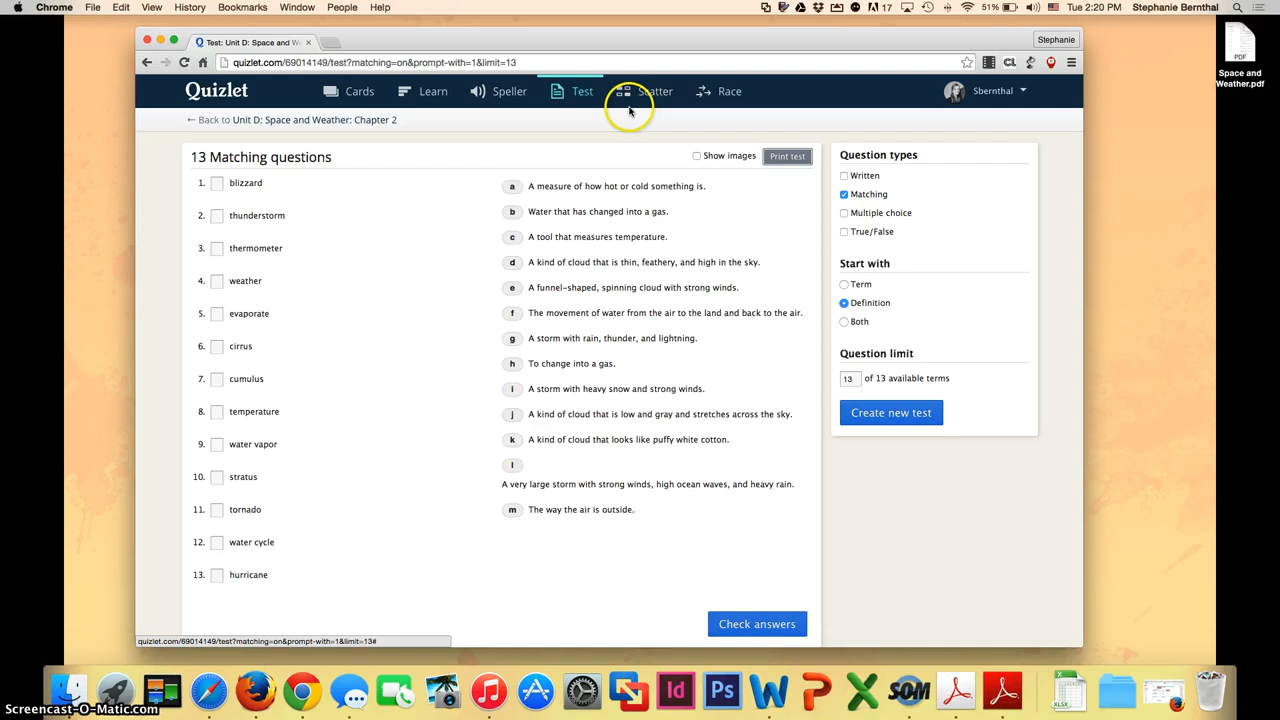 Chrome File Edit View History Bookmarks Window People Help 17 51% Tue 2:20 PM Stephanie Bernthal
Q Test: Unit D: Space and We
Stephanie
quizlet.com/69014149/test?matching=on&prompt-with=1&limit=13
Quizlet Cards Learn Speller Test Scatter Race Sbernthal
← Back to Unit D: Space and Weather: Chapter 2
13 Matching questions
Show images
Print test
1. blizzard
2. thunderstorm
3. thermometer
4. weather
5. evaporate
6. cirrus
7. cumulus
8. temperature
9. water vapor
10. stratus
11. tornado
12. water cycle
13. hurricane
a A measure of how hot or cold something is.
b Water that has changed into a gas.
c A tool that measures temperature.
d A kind of cloud that is thin, feathery, and high in the sky.
e A funnel-shaped, spinning cloud with strong winds.
f The movement of water from the air to the land and back to the air.
g A storm with rain, thunder, and lightning.
h To change into a gas.
i A storm with heavy snow and strong winds.
j A kind of cloud that is low and gray and stretches across the sky.
k A kind of cloud that looks like puffy white cotton.
l
A very large storm with strong winds, high ocean waves, and heavy rain.
m The way the air is outside.
Check answers
Question types
Written
Matching
Multiple choice
True/False
Start with
Term
Definition
Both
Question limit
13 of 13 available terms
Create new test
quizlet.com/69014149/test?matching=on&prompt-with=1&limit=13#
PDF
Space and
Weather.pdf
Id Ps SOM
XLSX
Screencast-O-Matic.com